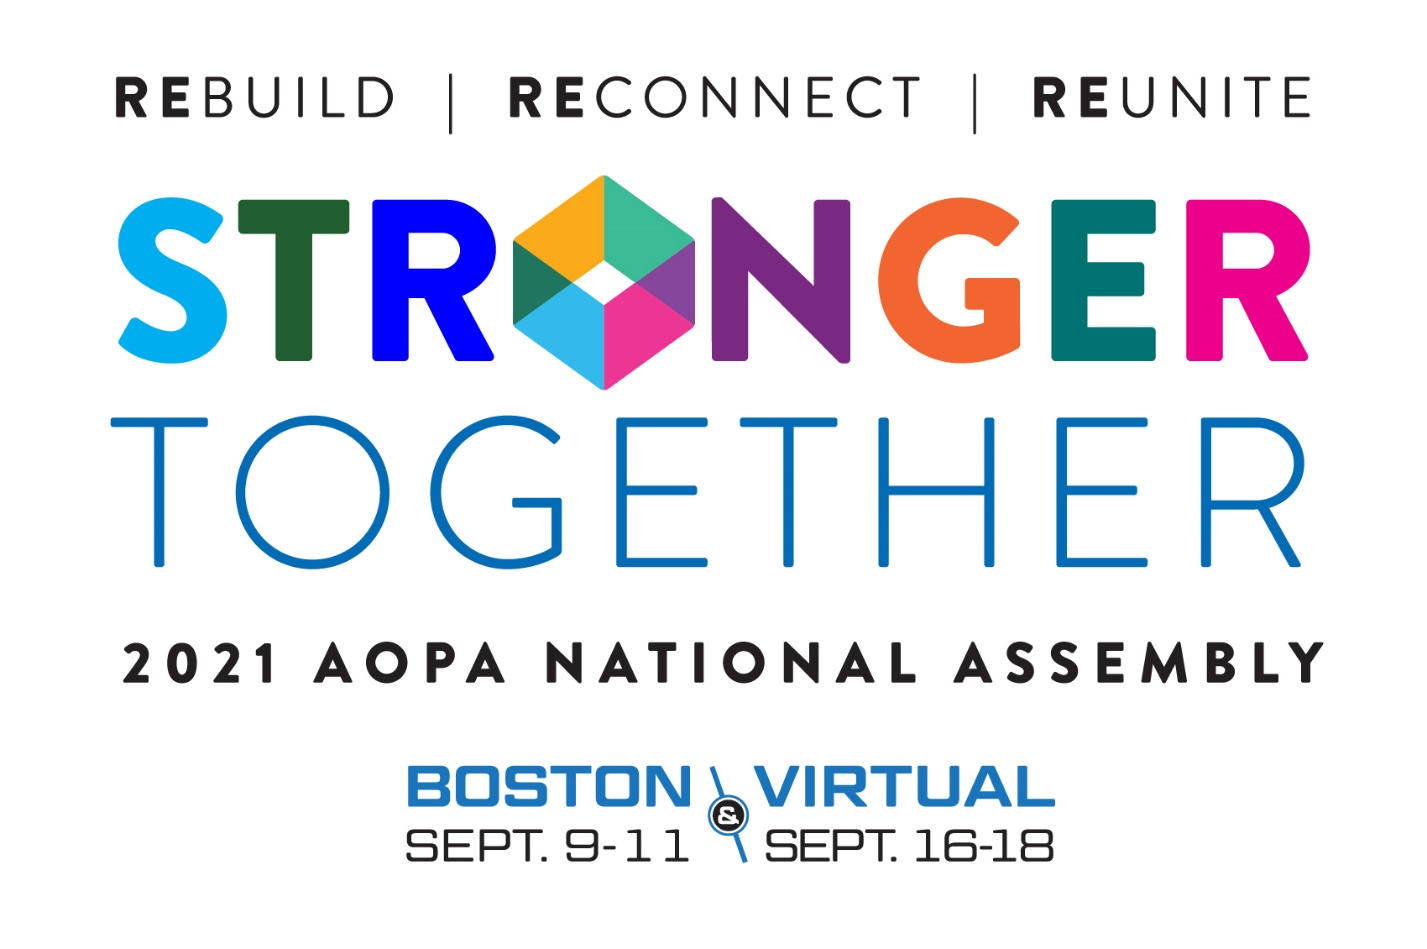 REBUILD | RECONNECT | REUNITE
STRONGER
TOGETHER
2021 AOPA NATIONAL ASSEMBLY
BOSTON & VIRTUAL
SEPT. 9-11 SEPT. 16-18